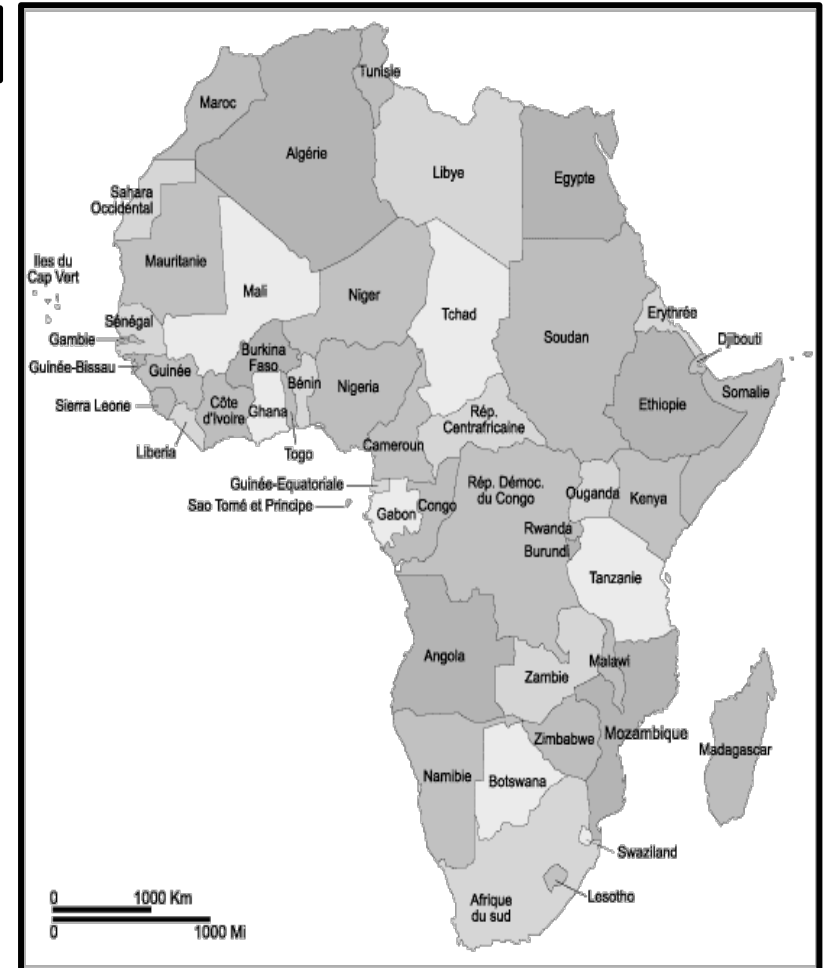 Tunisie
Maroc
Algérie
Libye
Egypte
Sahara
Occidental
Mauritanie
Iles du
Cap Vert
Mali
Niger
Tchad
Soudan
Erythrée
Djibouti
Sénégal
Gambie
Guinée-Bissau
Guinée
Burkina
Faso
Bénin
Nigeria
Ethiopie
Somalie
Sierra Leone
Côte
d'Ivoire
Ghana
Rép.
Centrafricaine
Liberia
Togo
Cameroun
Guinée-Equatoriale
Sao Tomé et Principe
Gabon
Congo
Rép. Démoc.
du Congo
Ouganda
Kenya
Rwanda
Burundi
Tanzanie
Angola
Zambie
Malawi
Mozambique
Zimbabwe
Madagascar
Namibie
Botswana
Swaziland
Lesotho
Afrique
du sud
0 1000 Km
0 1000 Mi